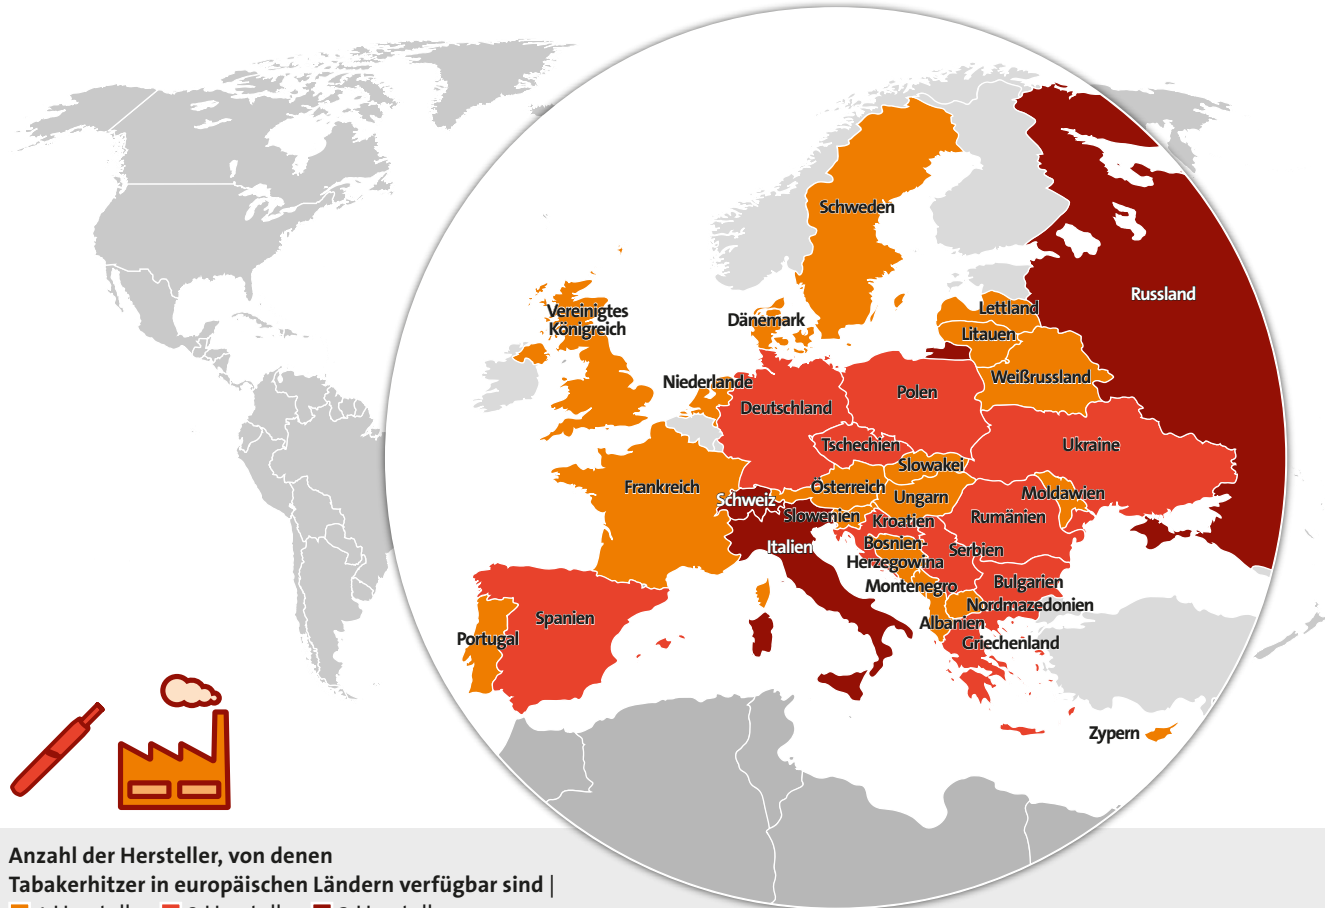 Schweden
Russland
Lettland
Vereinigtes
Königreich
Dänemark
Litauen
Weißrussland
Niederlande
Polen
Deutschland
Tschechien
Ukraine
Slowakei
Frankreich
Österreich
Schweiz
Ungarn
Moldawien
Slowenien
Kroatien
Rumänien
Italien
Bosnien-
Herzegowina
Serbien
Montenegro
Bulgarien
Nordmazedonien
Spanien
Albanien
Portugal
Griechenland
Zypern
Anzahl der Hersteller, von denen
Tabakerhitzer in europäischen Ländern verfügbar sind |